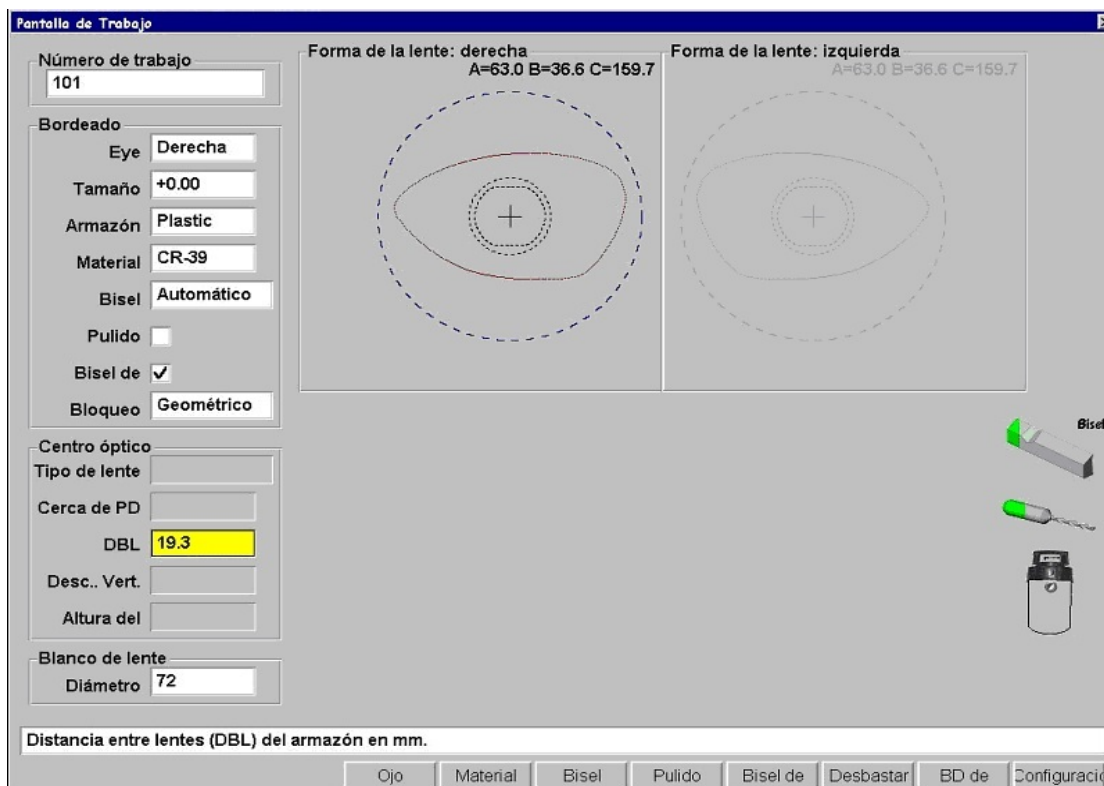 Pantalla de Trabajo
Número de trabajo
101
Bordeado
Eye Derecha
Tamaño +0.00
Armazón Plastic
Material CR-39
Bisel Automático
Pulido
Bisel de
Bloqueo Geométrico
Centro óptico
Tipo de lente
Cerca de PD
DBL 19.3
Desc.. Vert.
Altura del
Blanco de lente
Diámetro 72
Forma de la lente: derecha
A=63.0 B=36.6 C=159.7
Forma de la lente: izquierda
A=63.0 B=36.6 C=159.7
Bisel
Distancia entre lentes (DBL) del armazón en mm.
Ojo Material Bisel Pulido Bisel de Desbastar BD de Configuració